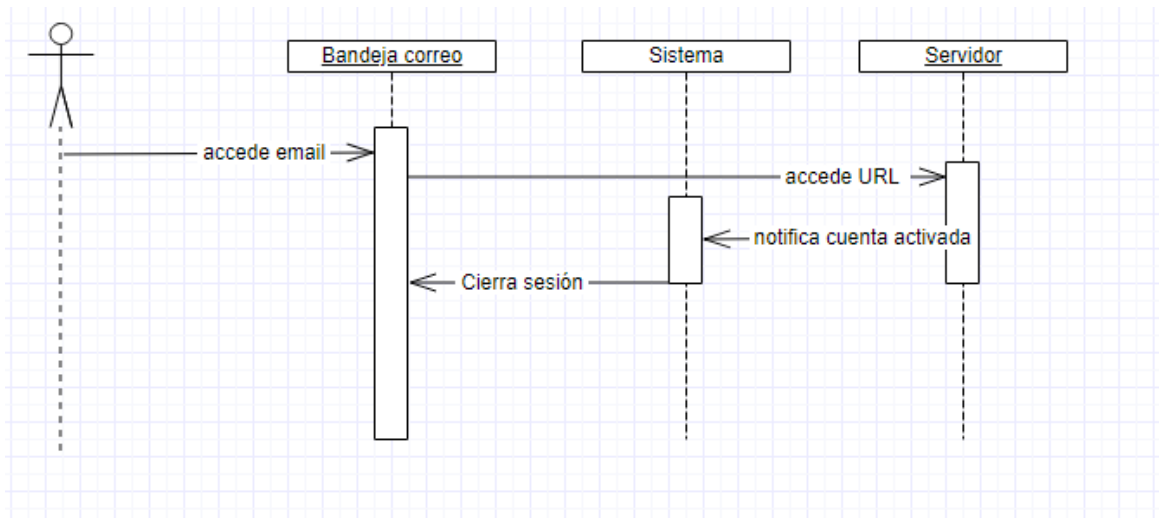 Bandeja correo
Sistema
Servidor
accede email
accede URL
notifica cuenta activada
Cierra sesión